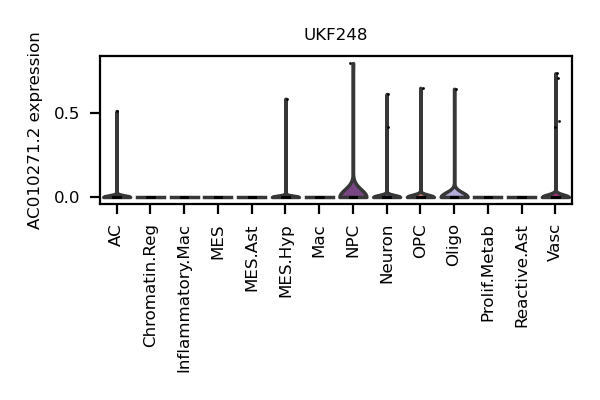 UKF248
AC010271.2 expression
0.5
0.0
AC
Chromatin.Reg
Inflammatory.Mac
MES
MES.Ast
MES.Hyp
Mac
NPC
Neuron
OPC
Oligo
Prolif.Metab
Reactive.Ast
Vasc